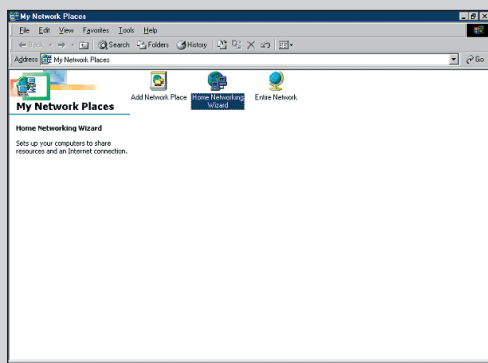 My Network Places
File Edit View Favorites Tools Help
Back Search Folders History
Address My Network Places Go
Add Network Place Home Networking Wizard Entire Network
My Network Places
Home Networking Wizard
Sets up your computers to share
resources and an Internet connection.